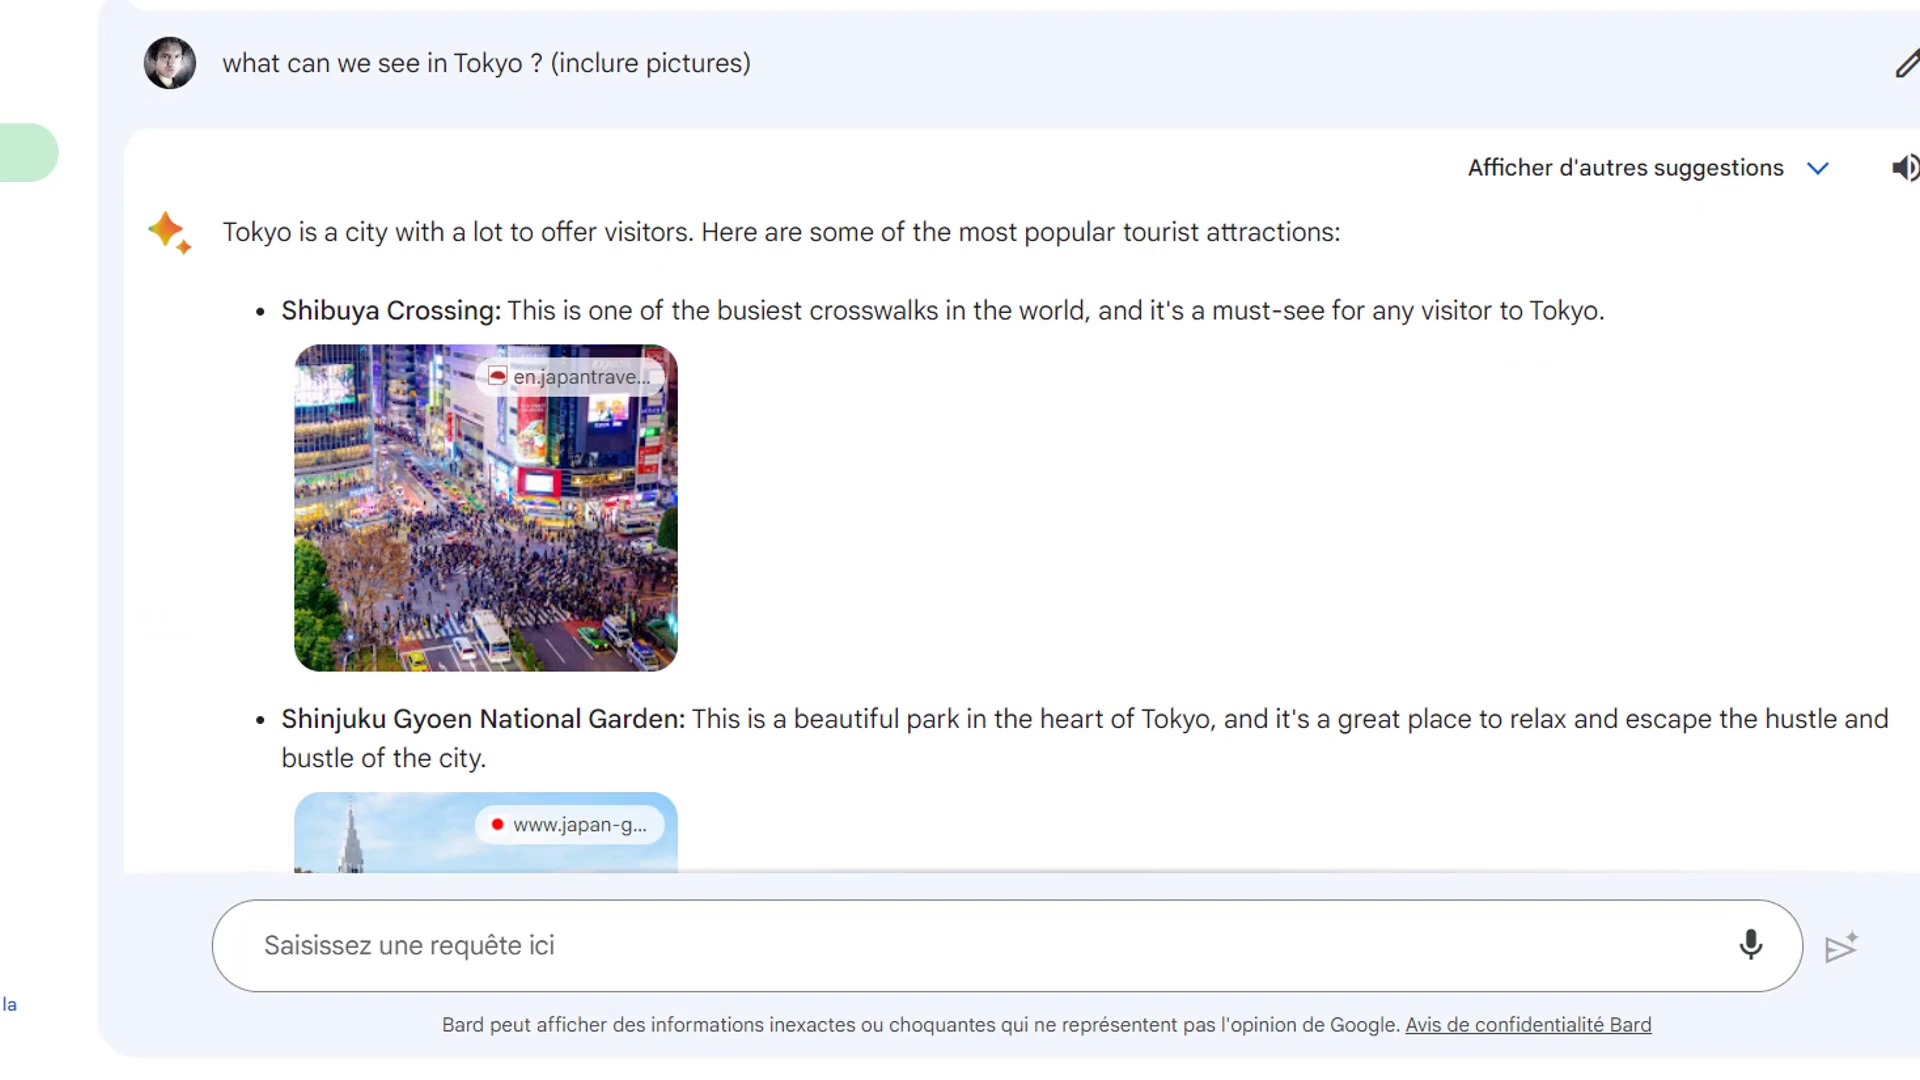 what can we see in Tokyo ? (inclure pictures)
Afficher d'autres suggestions
Tokyo is a city with a lot to offer visitors. Here are some of the most popular tourist attractions:
• Shibuya Crossing: This is one of the busiest crosswalks in the world, and it's a must-see for any visitor to Tokyo.
en.japantrave...
• Shinjuku Gyoen National Garden: This is a beautiful park in the heart of Tokyo, and it's a great place to relax and escape the hustle and
bustle of the city.
www.japan-g...
Saisissez une requête ici
la
Bard peut afficher des informations inexactes ou choquantes qui ne représentent pas l'opinion de Google. Avis de confidentialité Bard